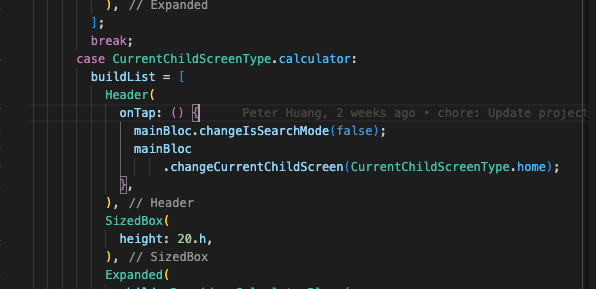 ), // Expanded
];
break;
case CurrentChildScreenType.calculator:
buildList = [
Header(
onTap: () {     Peter Huang, 2 weeks ago • chore: Update project
mainBloc.changeIsSearchMode(false);
mainBloc
.changeCurrentChildScreen(CurrentChildScreenType.home);
},
), // Header
SizedBox(
height: 20.h,
), // SizedBox
Expanded(